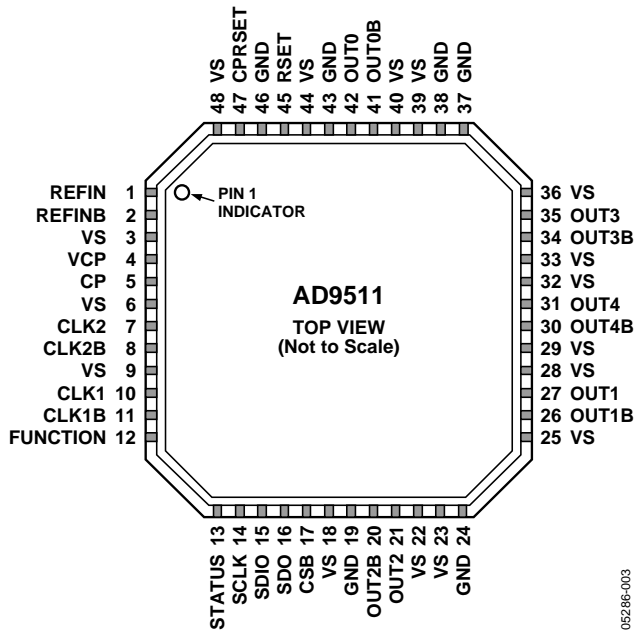 48 VS
47 CPRSET
46 GND
45 RSET
44 VS
43 GND
42 OUT0
41 OUT0B
40 VS
39 VS
38 GND
37 GND
REFIN 1
REFINB 2
VS 3
VCP 4
CP 5
VS 6
CLK2 7
CLK2B 8
VS 9
CLK1 10
CLK1B 11
FUNCTION 12
PIN 1
INDICATOR
AD9511
TOP VIEW
(Not to Scale)
36 VS
35 OUT3
34 OUT3B
33 VS
32 VS
31 OUT4
30 OUT4B
29 VS
28 VS
27 OUT1
26 OUT1B
25 VS
STATUS 13
SCLK 14
SDIO 15
SDO 16
CSB 17
VS 18
GND 19
OUT2B 20
OUT2 21
VS 22
VS 23
GND 24
05286-003